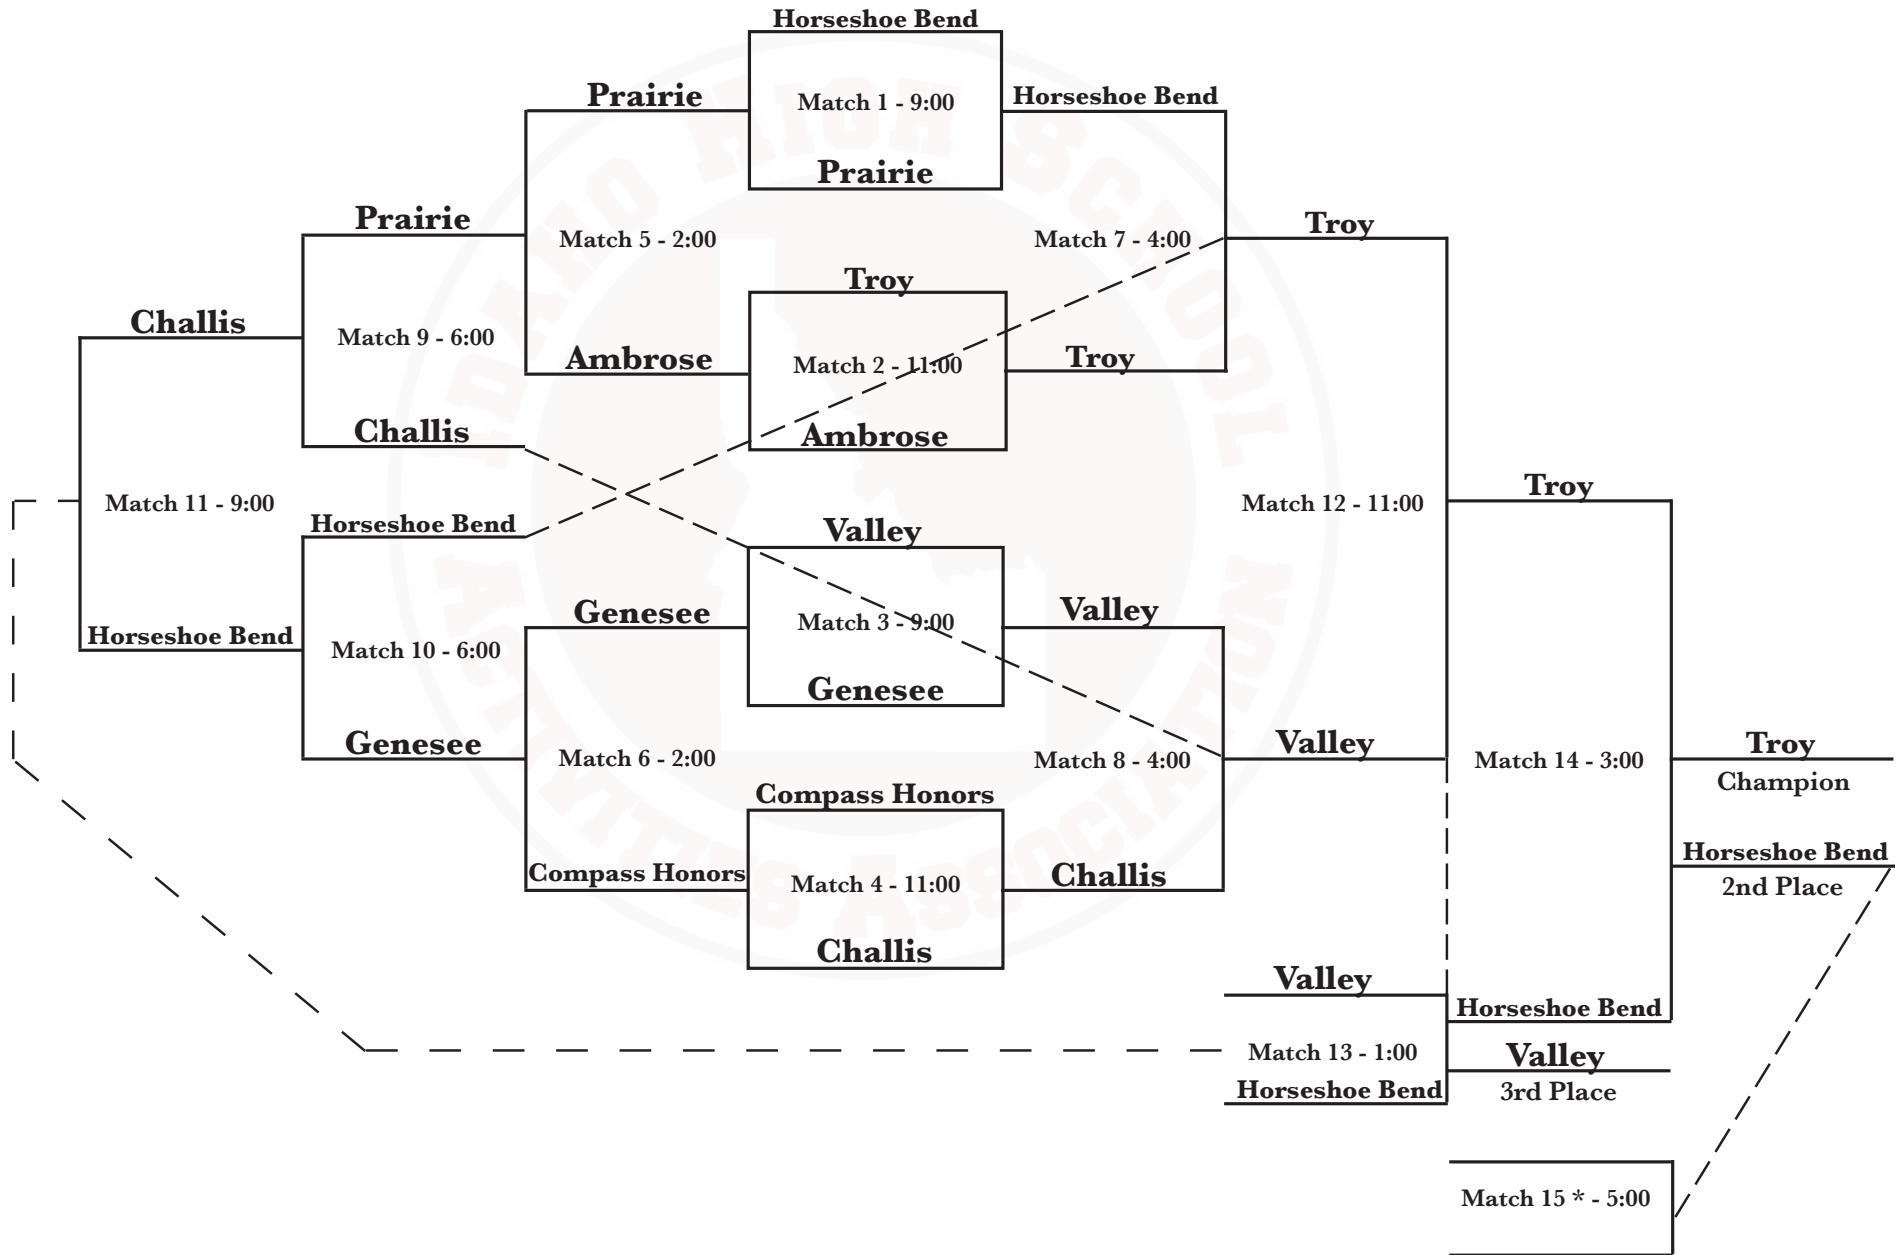 Horseshoe Bend
Prairie
Match 1 - 9:00
Horseshoe Bend
Prairie
Prairie
Match 5 - 2:00
Match 7 - 4:00
Troy
Troy
Challis
Match 9 - 6:00
Ambrose
Match 2 - 11:00
Troy
Challis
Ambrose
Match 11 - 9:00
Match 12 - 11:00
Troy
Horseshoe Bend
Valley
Horseshoe Bend
Match 10 - 6:00
Genesee
Match 3 - 9:00
Valley
Genesee
Genesee
Match 6 - 2:00
Match 8 - 4:00
Valley
Match 14 - 3:00
Troy
Champion
Compass Honors
Compass Honors
Match 4 - 11:00
Challis
Horseshoe Bend
2nd Place
Challis
Valley
Horseshoe Bend
Match 13 - 1:00
Valley
Horseshoe Bend
3rd Place
Match 15 * - 5:00
IDAHO HIGH SCHOOL
ACTIVITIES ASSOCIATION